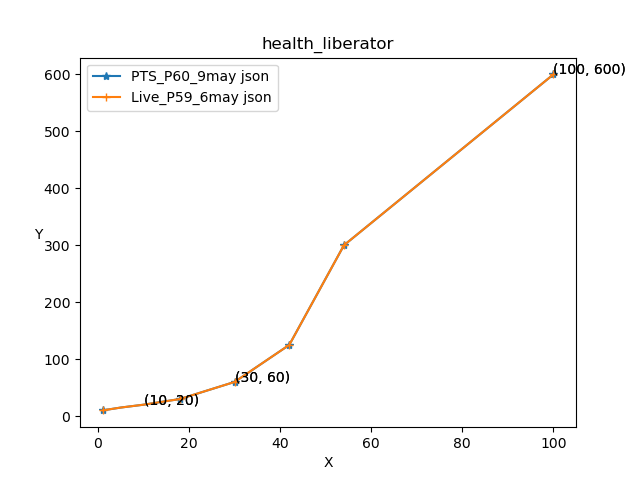 health_liberator
PTS_P60_9may json
Live_P59_6may json
(100, 600)
(30, 60)
(10, 20)
Y
600
500
400
300
200
100
0
0 20 40 60 80 100
X